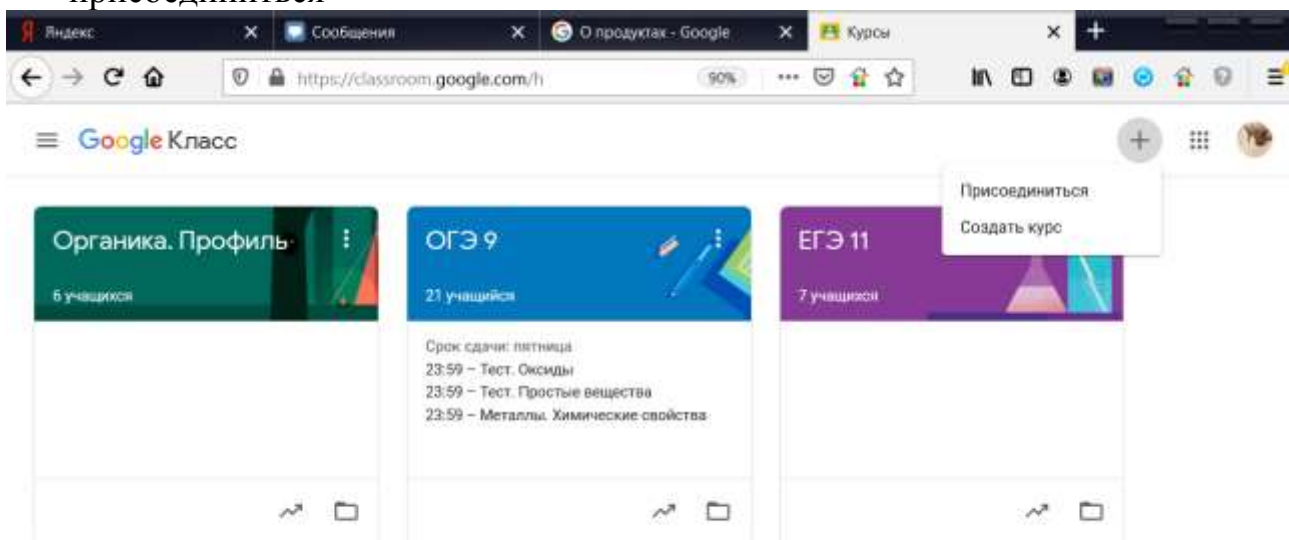 присоединиться
Яндекс
Сообщения
О продуктах - Google
Курсы
https://classroom.google.com/h
90%
Google Класс
Присоединиться
Создать курс
Органика. Профиль
6 учащихся
ОГЭ 9
21 учащийся
Срок сдачи: пятница
23:59 – Тест. Оксиды
23:59 – Тест. Простые вещества
23:59 – Металлы. Химические свойства
ЕГЭ 11
7 учащихся